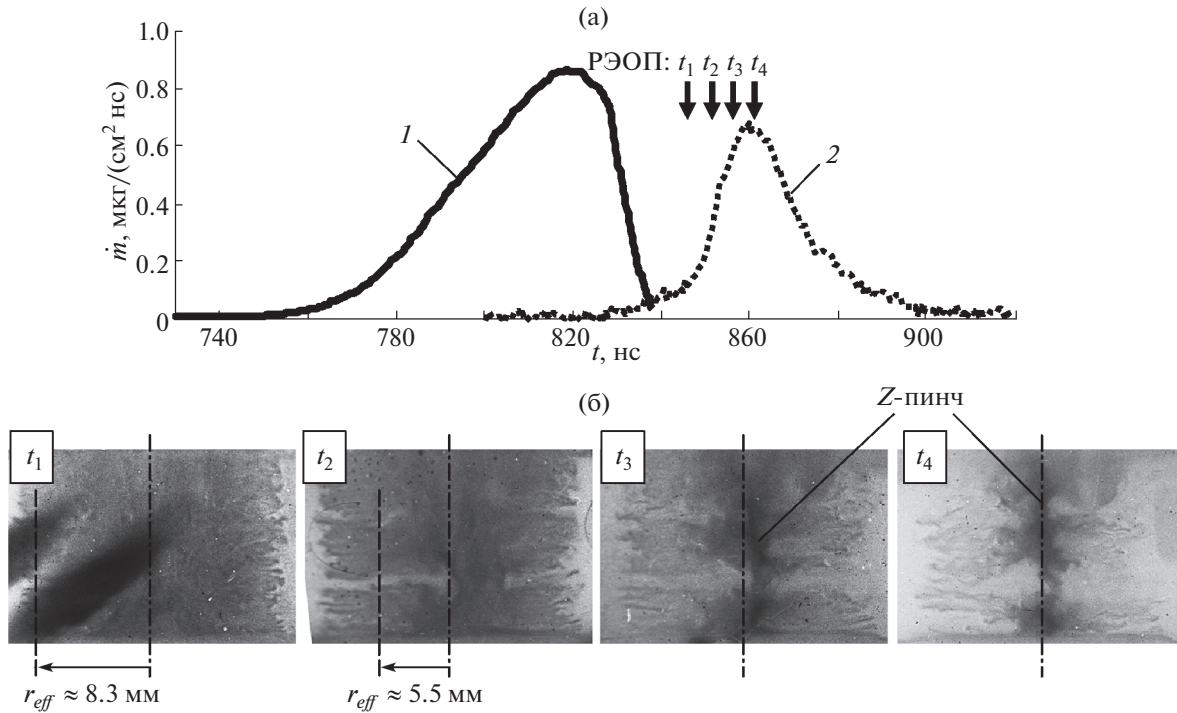 (а)
1.0
0.8
0.6
0.4
0.2
0
ṁ, мкг/(см² нс)
РЭОП: t₁ t₂ t₃ t₄
1
2
740 780 820 860 900
t, нс
(б)
Z-пинч
t₁ t₂ t₃ t₄
r_eff ≈ 8.3 мм r_eff ≈ 5.5 мм